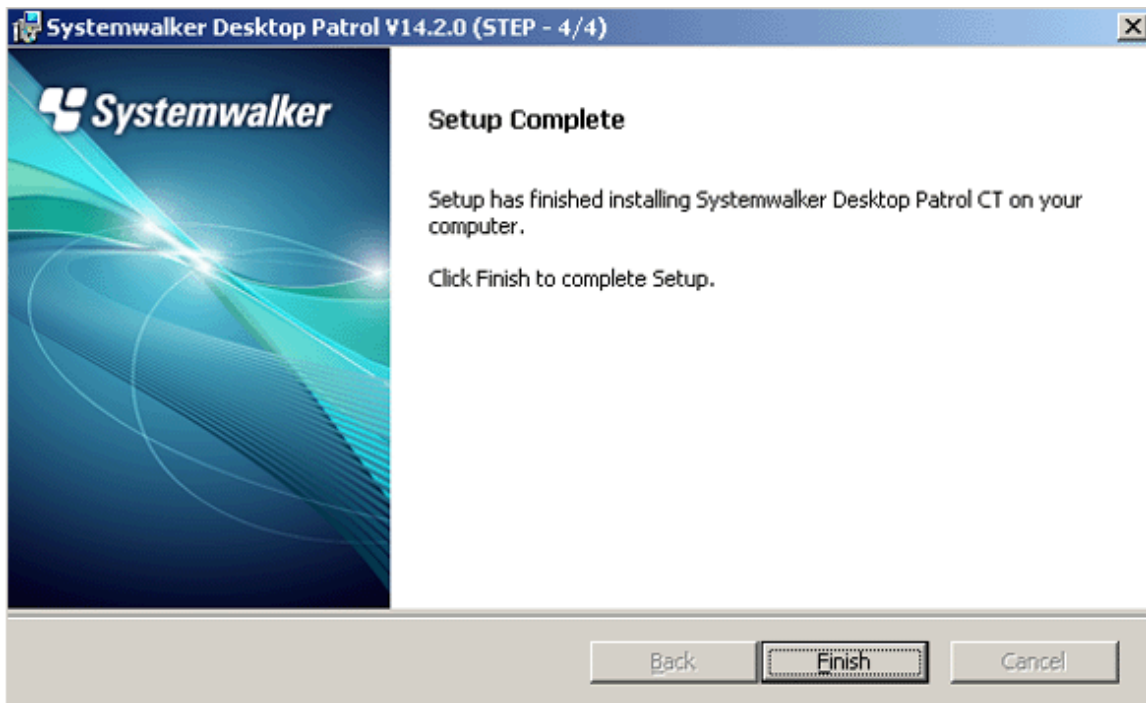 Systemwalker Desktop Patrol V14.2.0 (STEP - 4/4)
Systemwalker
Setup Complete
Setup has finished installing Systemwalker Desktop Patrol CT on your
computer.
Click Finish to complete Setup.
Back
Finish
Cancel